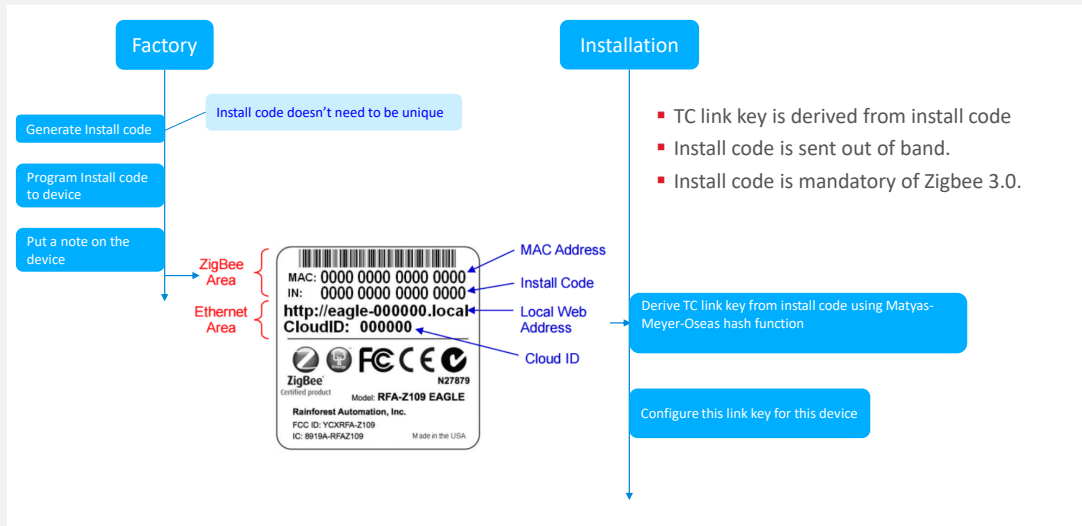 Factory
Installation
Install code doesn't need to be unique
Generate Install code
Program Install code
to device
Put a note on the
device
▪ TC link key is derived from install code
▪ Install code is sent out of band.
▪ Install code is mandatory of Zigbee 3.0.
ZigBee
Area
Ethernet
Area
MAC: 0000 0000 0000 0000
IN: 0000 0000 0000 0000
http://eagle-000000.local
CloudID: 000000
MAC Address
Install Code
Local Web
Address
Cloud ID
FC CE
ZigBee
Certified product
N27879
Model: RFA-Z109 EAGLE
Rainforest Automation, Inc.
FCC ID: YCXRFA-Z109
IC: 8919A-RFAZ109
Made in the USA
Derive TC link key from install code using Matyas-
Meyer-Oseas hash function
Configure this link key for this device